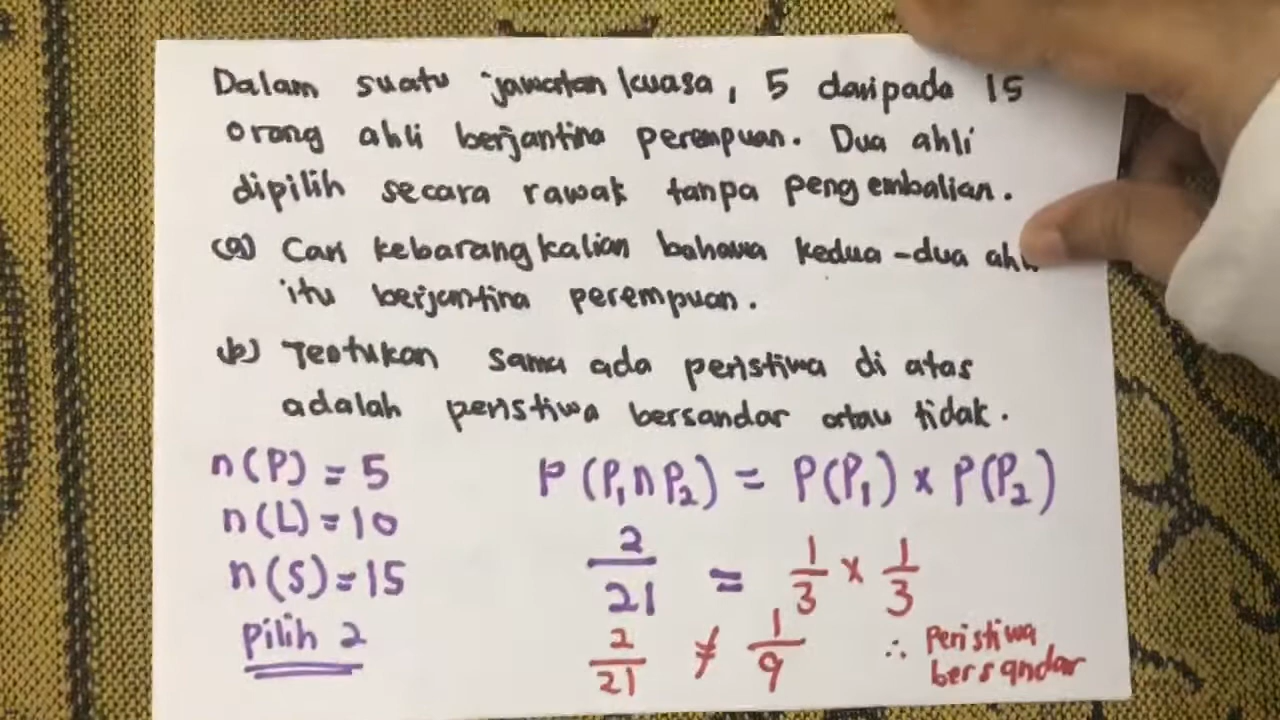 Dalam suatu jawatan kuasa, 5 daripada 15
orang ahli berjantina perempuan. Dua ahli
dipilih secara rawak tanpa pengembalian.
(a) Cari kebarangkalian bahawa kedua-dua ahli
itu berjantina perempuan.
(b) Tentukan sama ada peristiwa di atas
adalah peristiwa bersandar atau tidak.
n(P) = 5
n(L) = 10
n(S) = 15
Pilih 2
P(P₁ ∩ P₂) = P(P₁) × P(P₂)
2/21 = 1/3 × 1/3
2/21 ≠ 1/9
∴ Peristiwa
bersandar